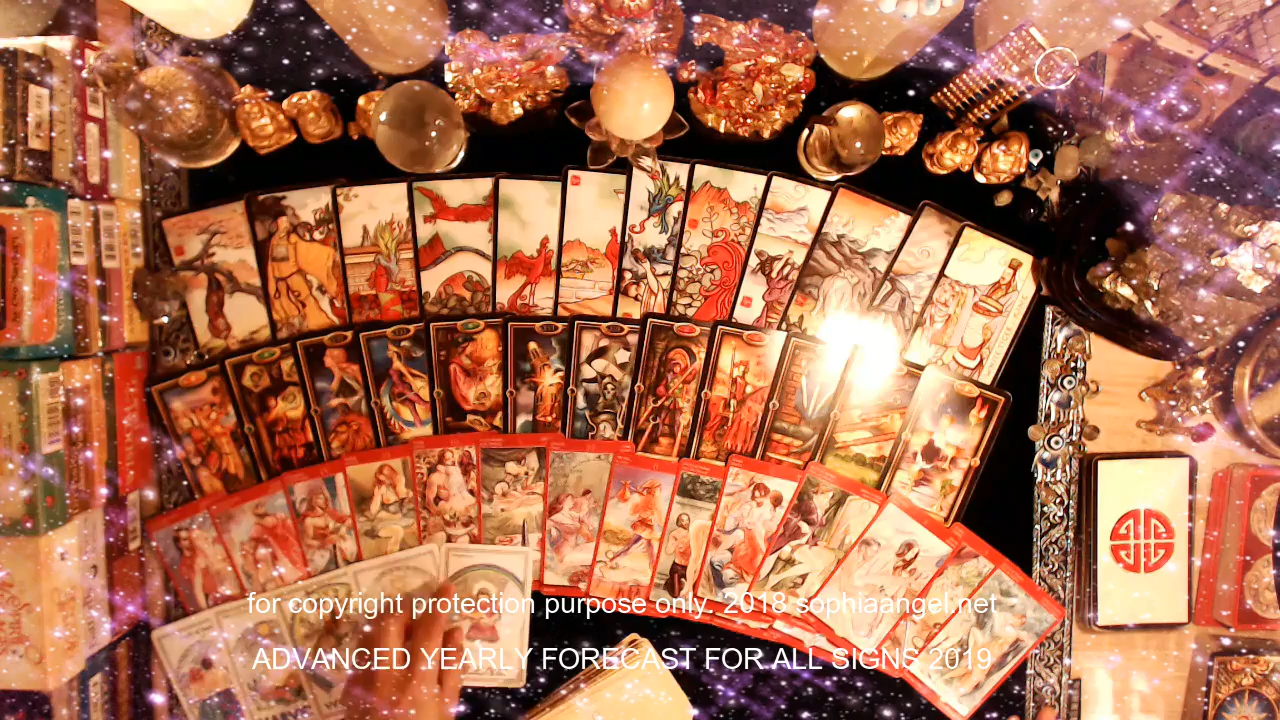 for copyright protection purpose only. 2018 sophiaangel.net
ADVANCED YEARLY FORECAST FOR ALL SIGNS 2019